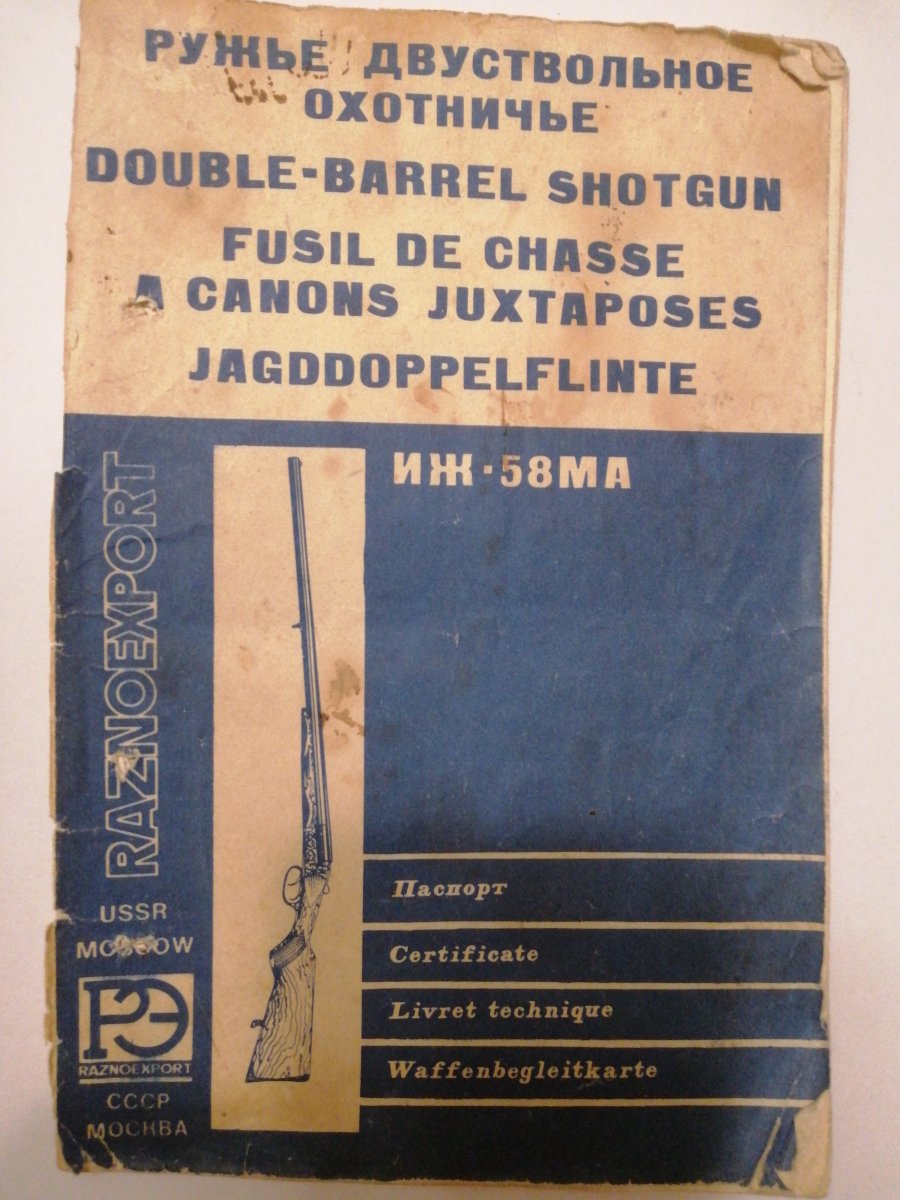 РУЖЬЕ ДВУСТВОЛЬНОЕ
ОХОТНИЧЬЕ
DOUBLE-BARREL SHOTGUN
FUSIL DE CHASSE
A CANONS JUXTAPOSES
JAGDDOPPELFLINTE
ИЖ-58МА
RAZNOEXPORT
USSR
MOSCOW
РЭ
RAZNOEXPORT
СССР
МОСКВА
Паспорт
Certificate
Livret technique
Waffenbegleitkarte